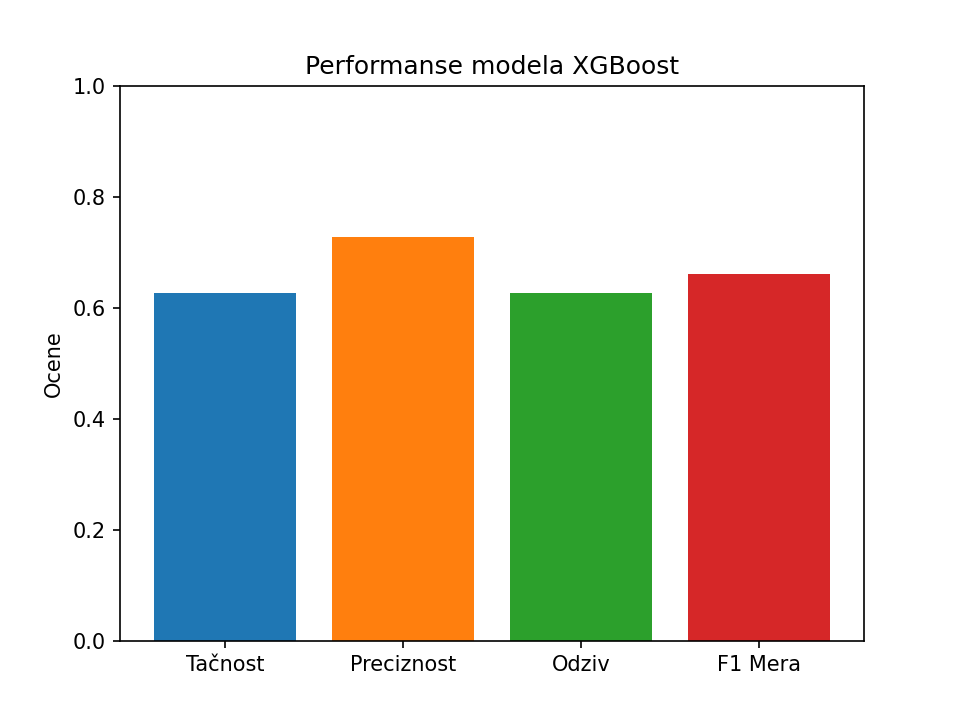 Performanse modela XGBoost
1.0
0.8
0.6
0.4
0.2
0.0
Ocene
Tačnost
Preciznost
Odziv
F1 Mera